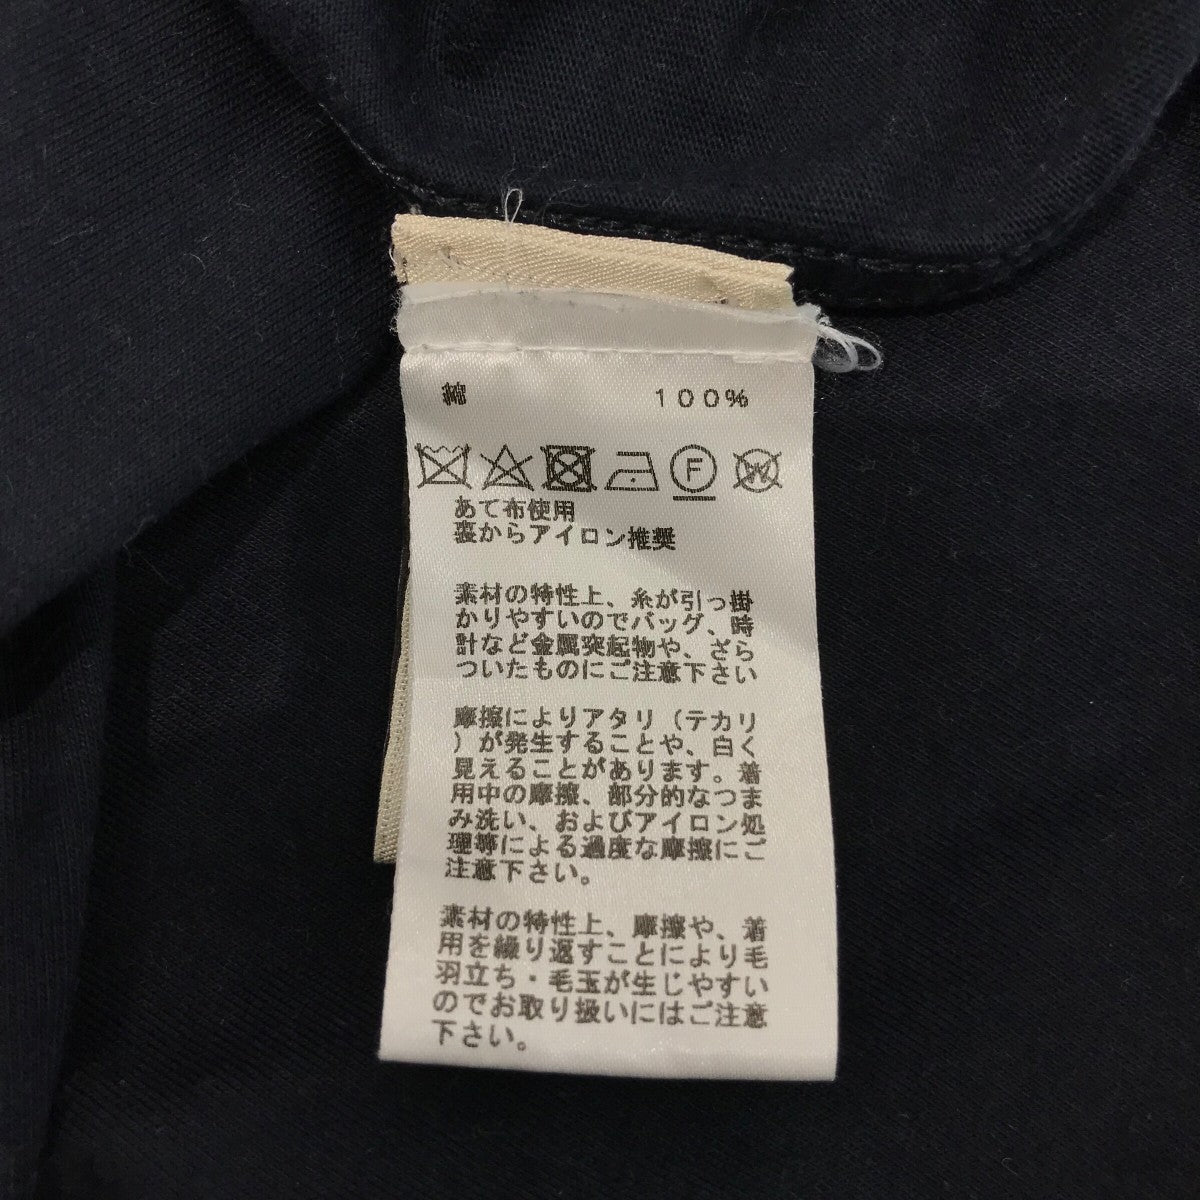 綿 100%
F W
あて布使用
裏からアイロン推奨
素材の特性上、糸が引っ掛
かりやすいのでバッグ、時
計など金属突起物や、ざら
ついたものにご注意下さい
摩擦によりアタリ（テカリ
）が発生することや、白く
見えることがあります。着
用中の摩擦、部分的なつま
み洗い、およびアイロン処
理等による過度な摩擦にご
注意下さい。
素材の特性上、摩擦や、着
用を繰り返すことにより毛
羽立ち・毛玉が生じやすい
のでお取り扱いにはご注意
下さい。